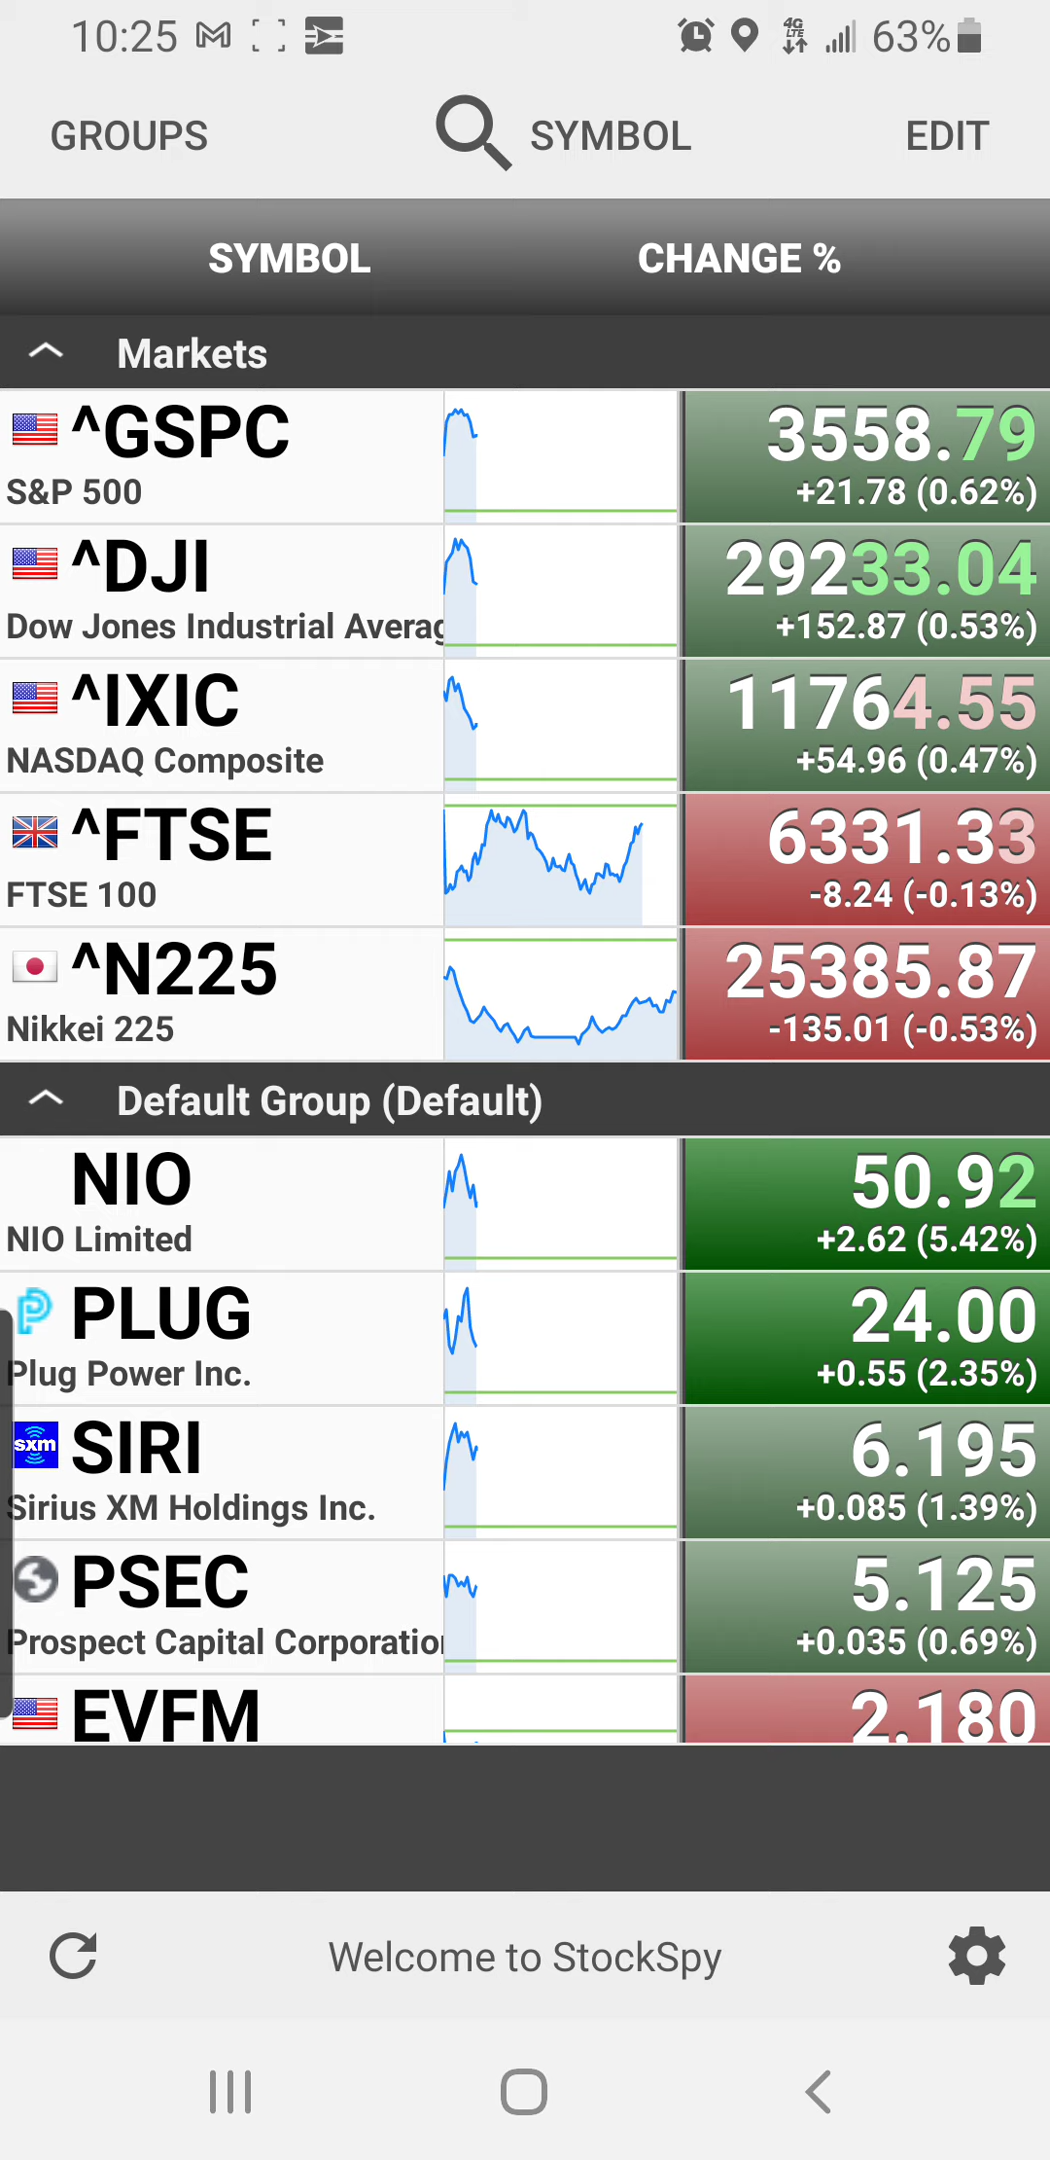 10:25 4G LTE 63%
GROUPS SYMBOL EDIT
SYMBOL CHANGE %
Markets
^GSPC 3558.79
S&P 500 +21.78 (0.62%)
^DJI 29233.04
Dow Jones Industrial Averag +152.87 (0.53%)
^IXIC 11764.55
NASDAQ Composite +54.96 (0.47%)
^FTSE 6331.33
FTSE 100 -8.24 (-0.13%)
^N225 25385.87
Nikkei 225 -135.01 (-0.53%)
Default Group (Default)
NIO 50.92
NIO Limited +2.62 (5.42%)
PLUG 24.00
Plug Power Inc. +0.55 (2.35%)
sxm SIRI 6.195
Sirius XM Holdings Inc. +0.085 (1.39%)
PSEC 5.125
Prospect Capital Corporation +0.035 (0.69%)
EVFM 2.180
Welcome to StockSpy